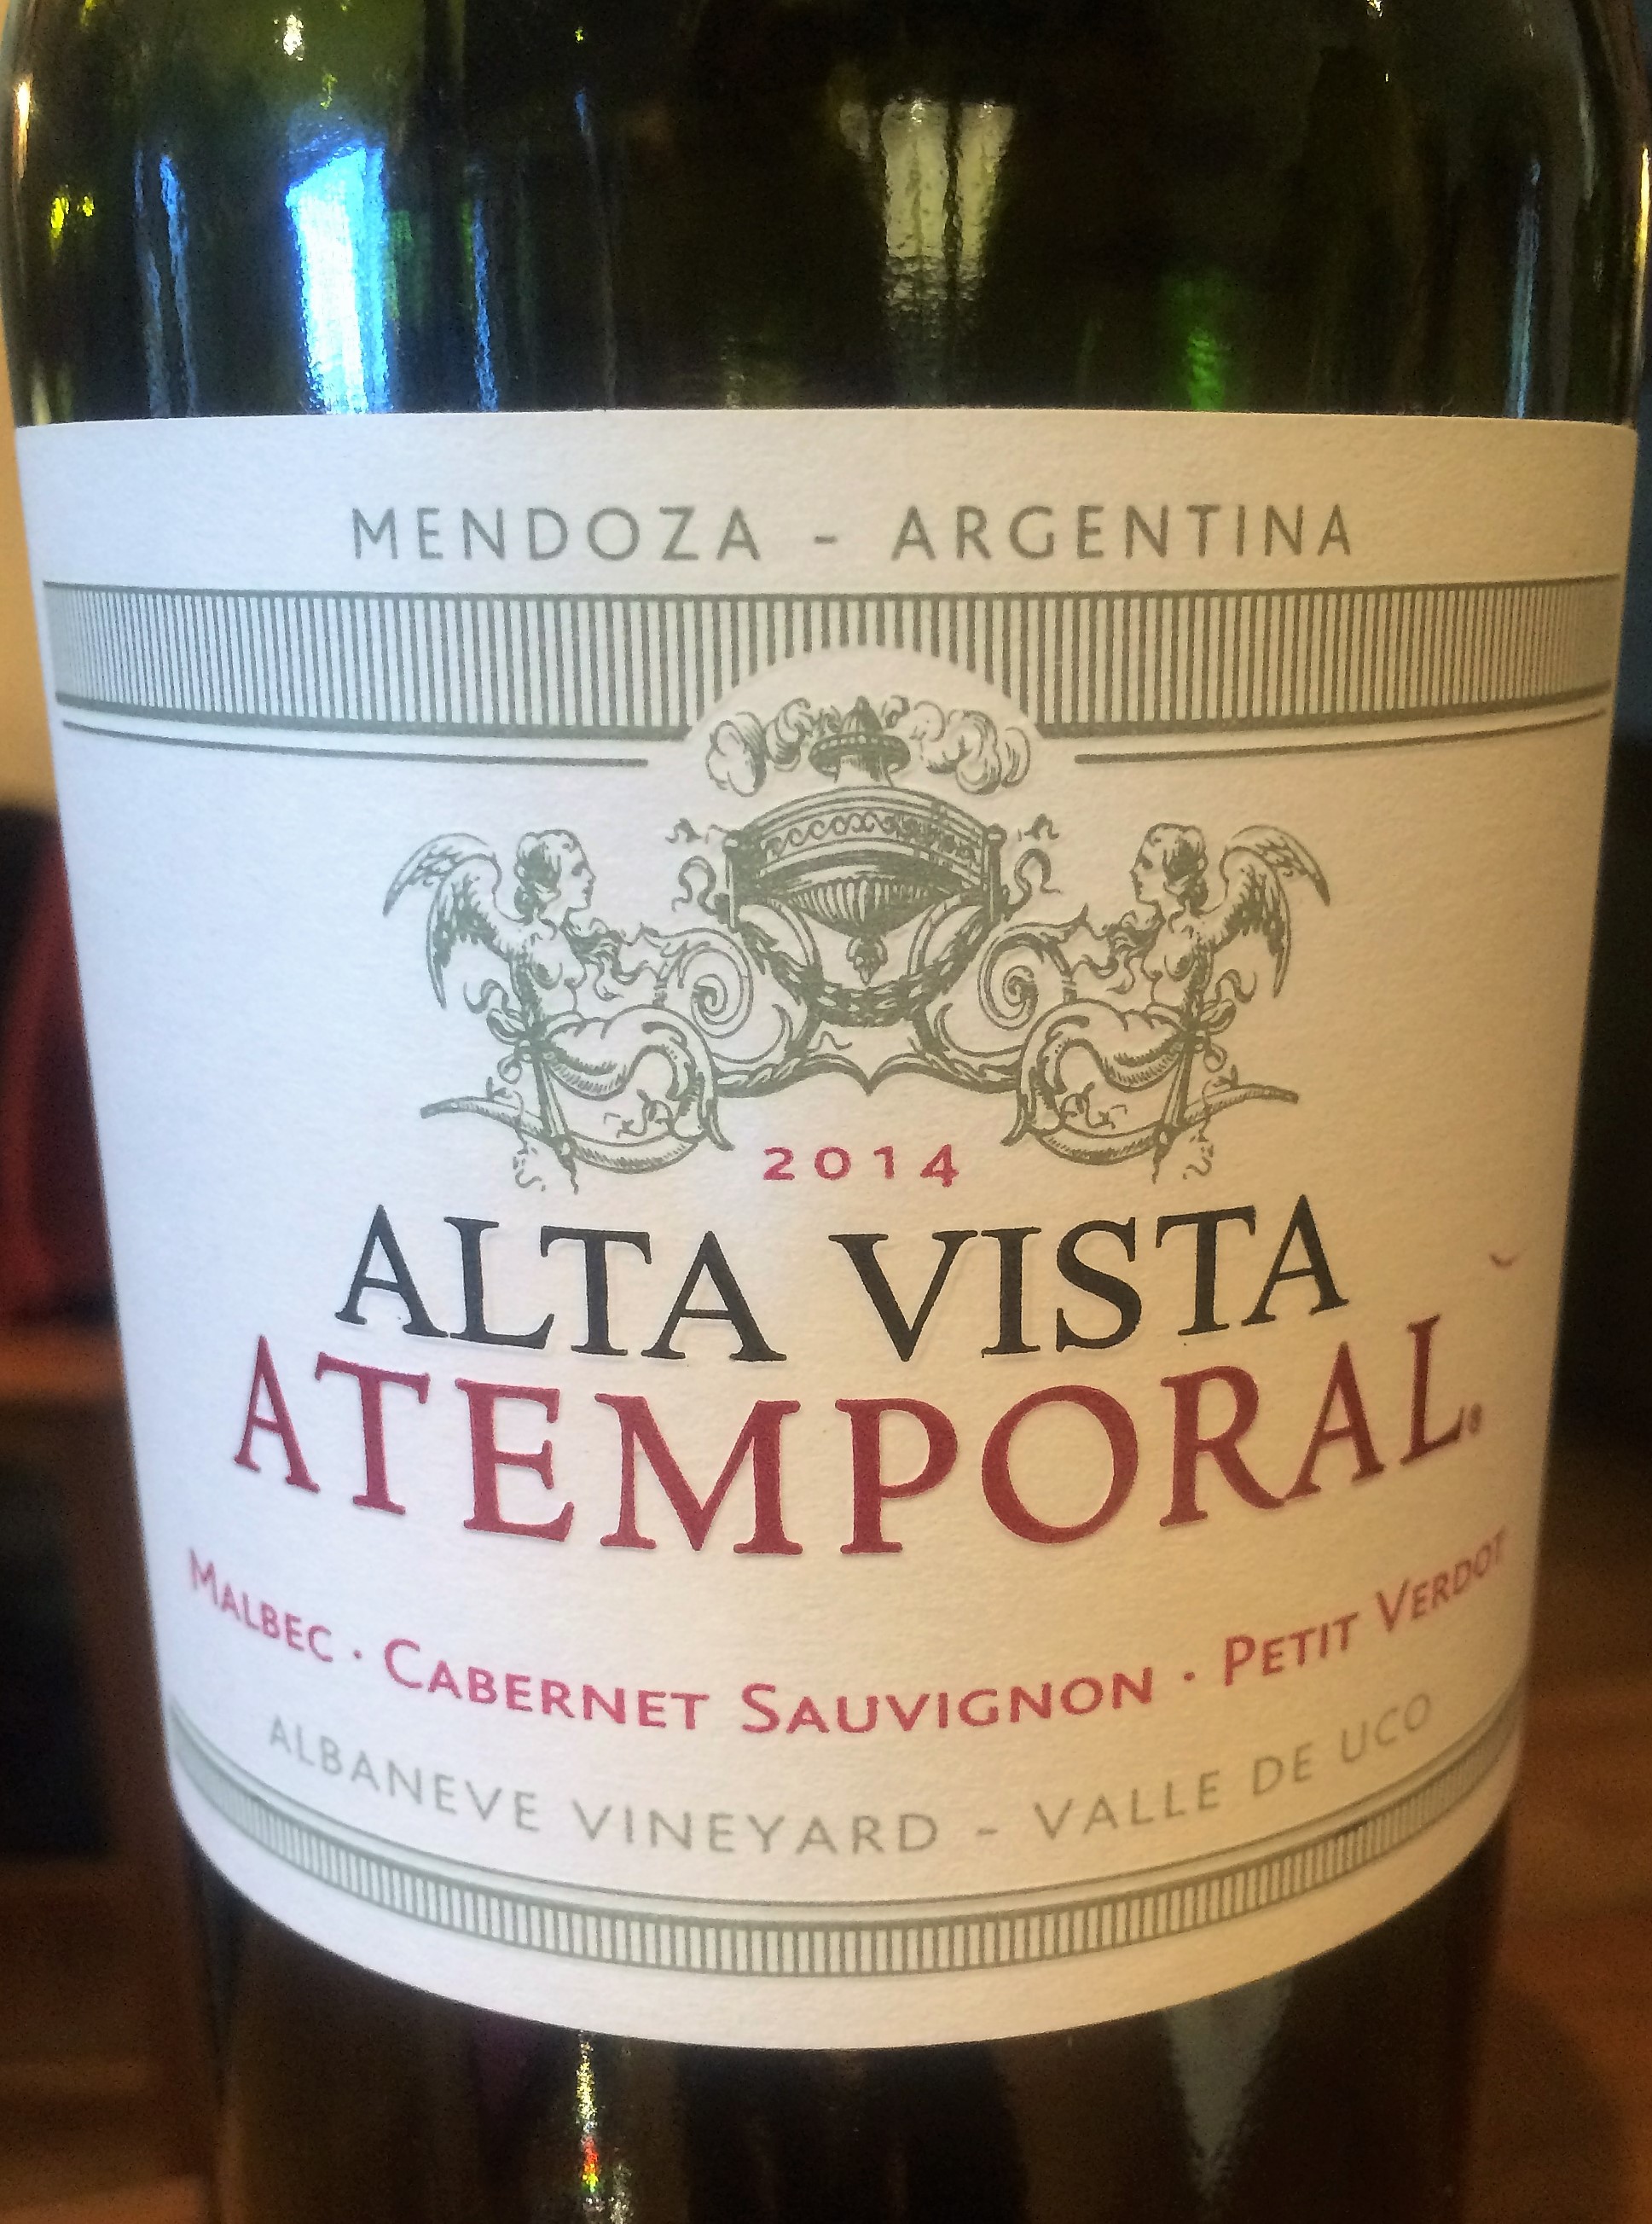 MENDOZA - ARGENTINA
2014
ALTA VISTA
ATEMPORAL®
MALBEC · CABERNET SAUVIGNON · PETIT VERDOT
ALBANEVE VINEYARD - VALLE DE UCO